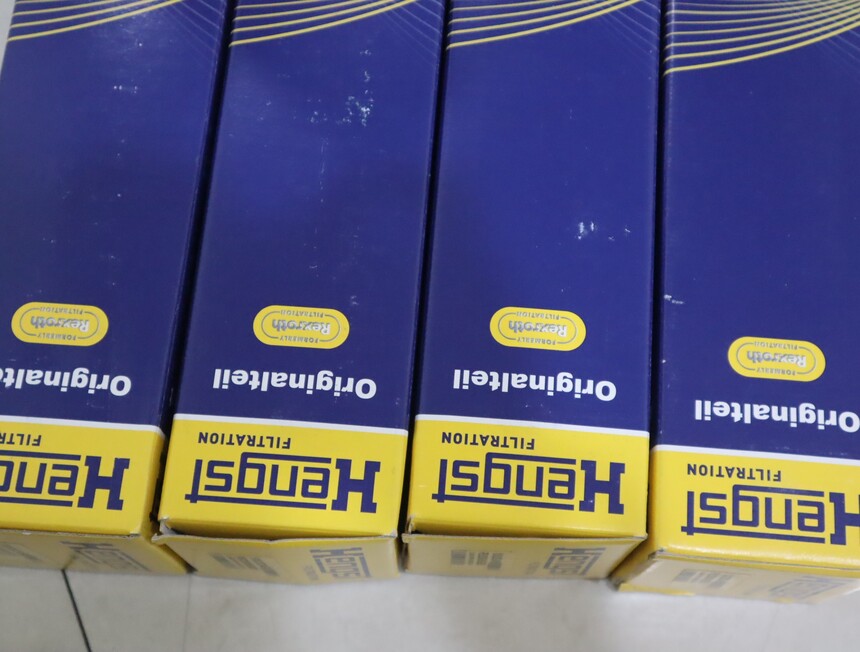 Hengst
FILTRATION
Originalteil
FORMERLY
Rexroth
FILTRATION
Hengst
FILTRATION
Originalteil
FORMERLY
Rexroth
FILTRATION
Hengst
FILTRATION
Originalteil
FORMERLY
Rexroth
FILTRATION
Hengst
FILTRATION
Originalteil
FORMERLY
Rexroth
FILTRATION